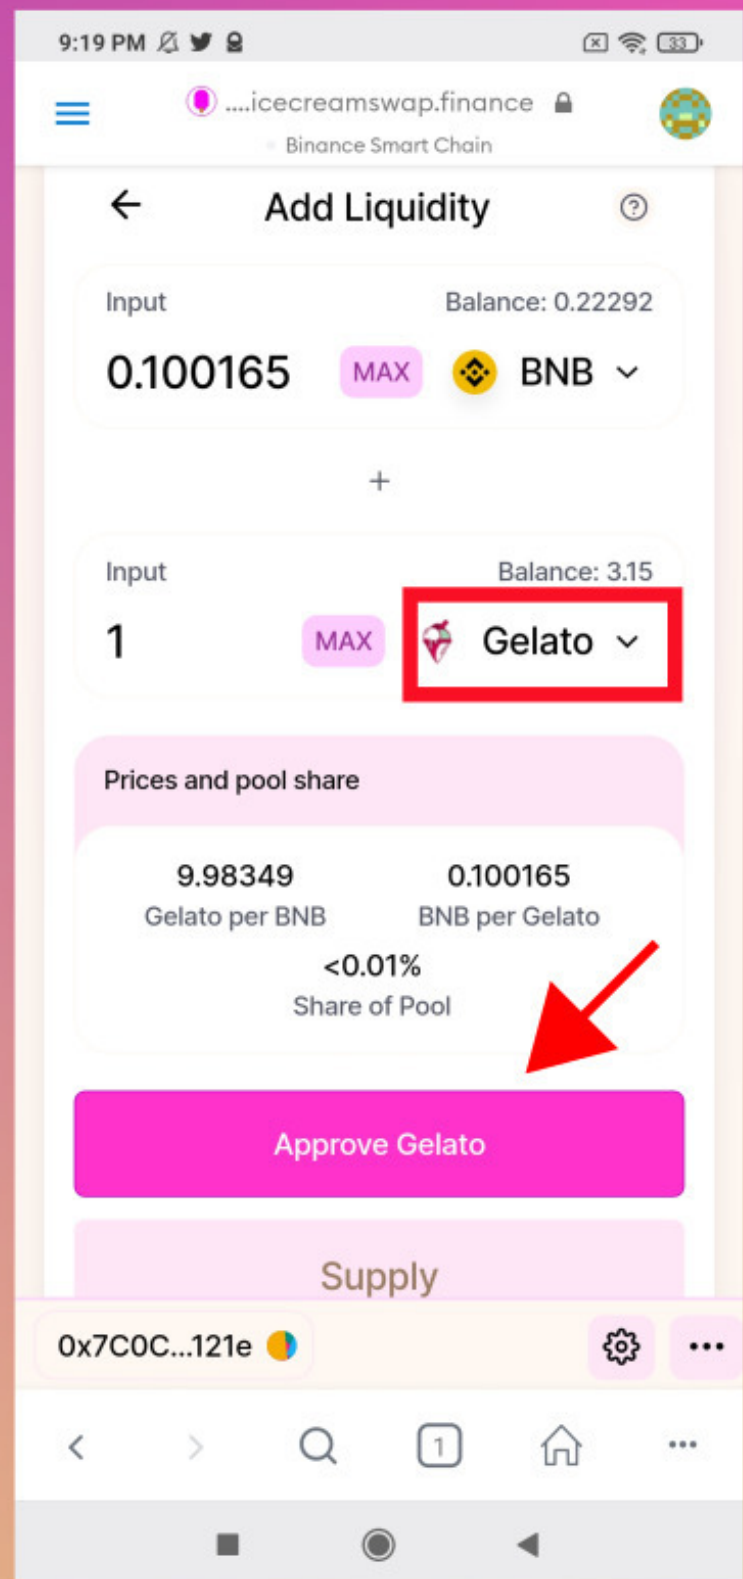 9:19 PM
33
....icecreamswap.finance
Binance Smart Chain
Add Liquidity
?
Input Balance: 0.22292
0.100165 MAX BNB
+
Input Balance: 3.15
1 MAX Gelato
Prices and pool share
9.98349 0.100165
Gelato per BNB BNB per Gelato
<0.01%
Share of Pool
Approve Gelato
Supply
0x7C0C...121e
1